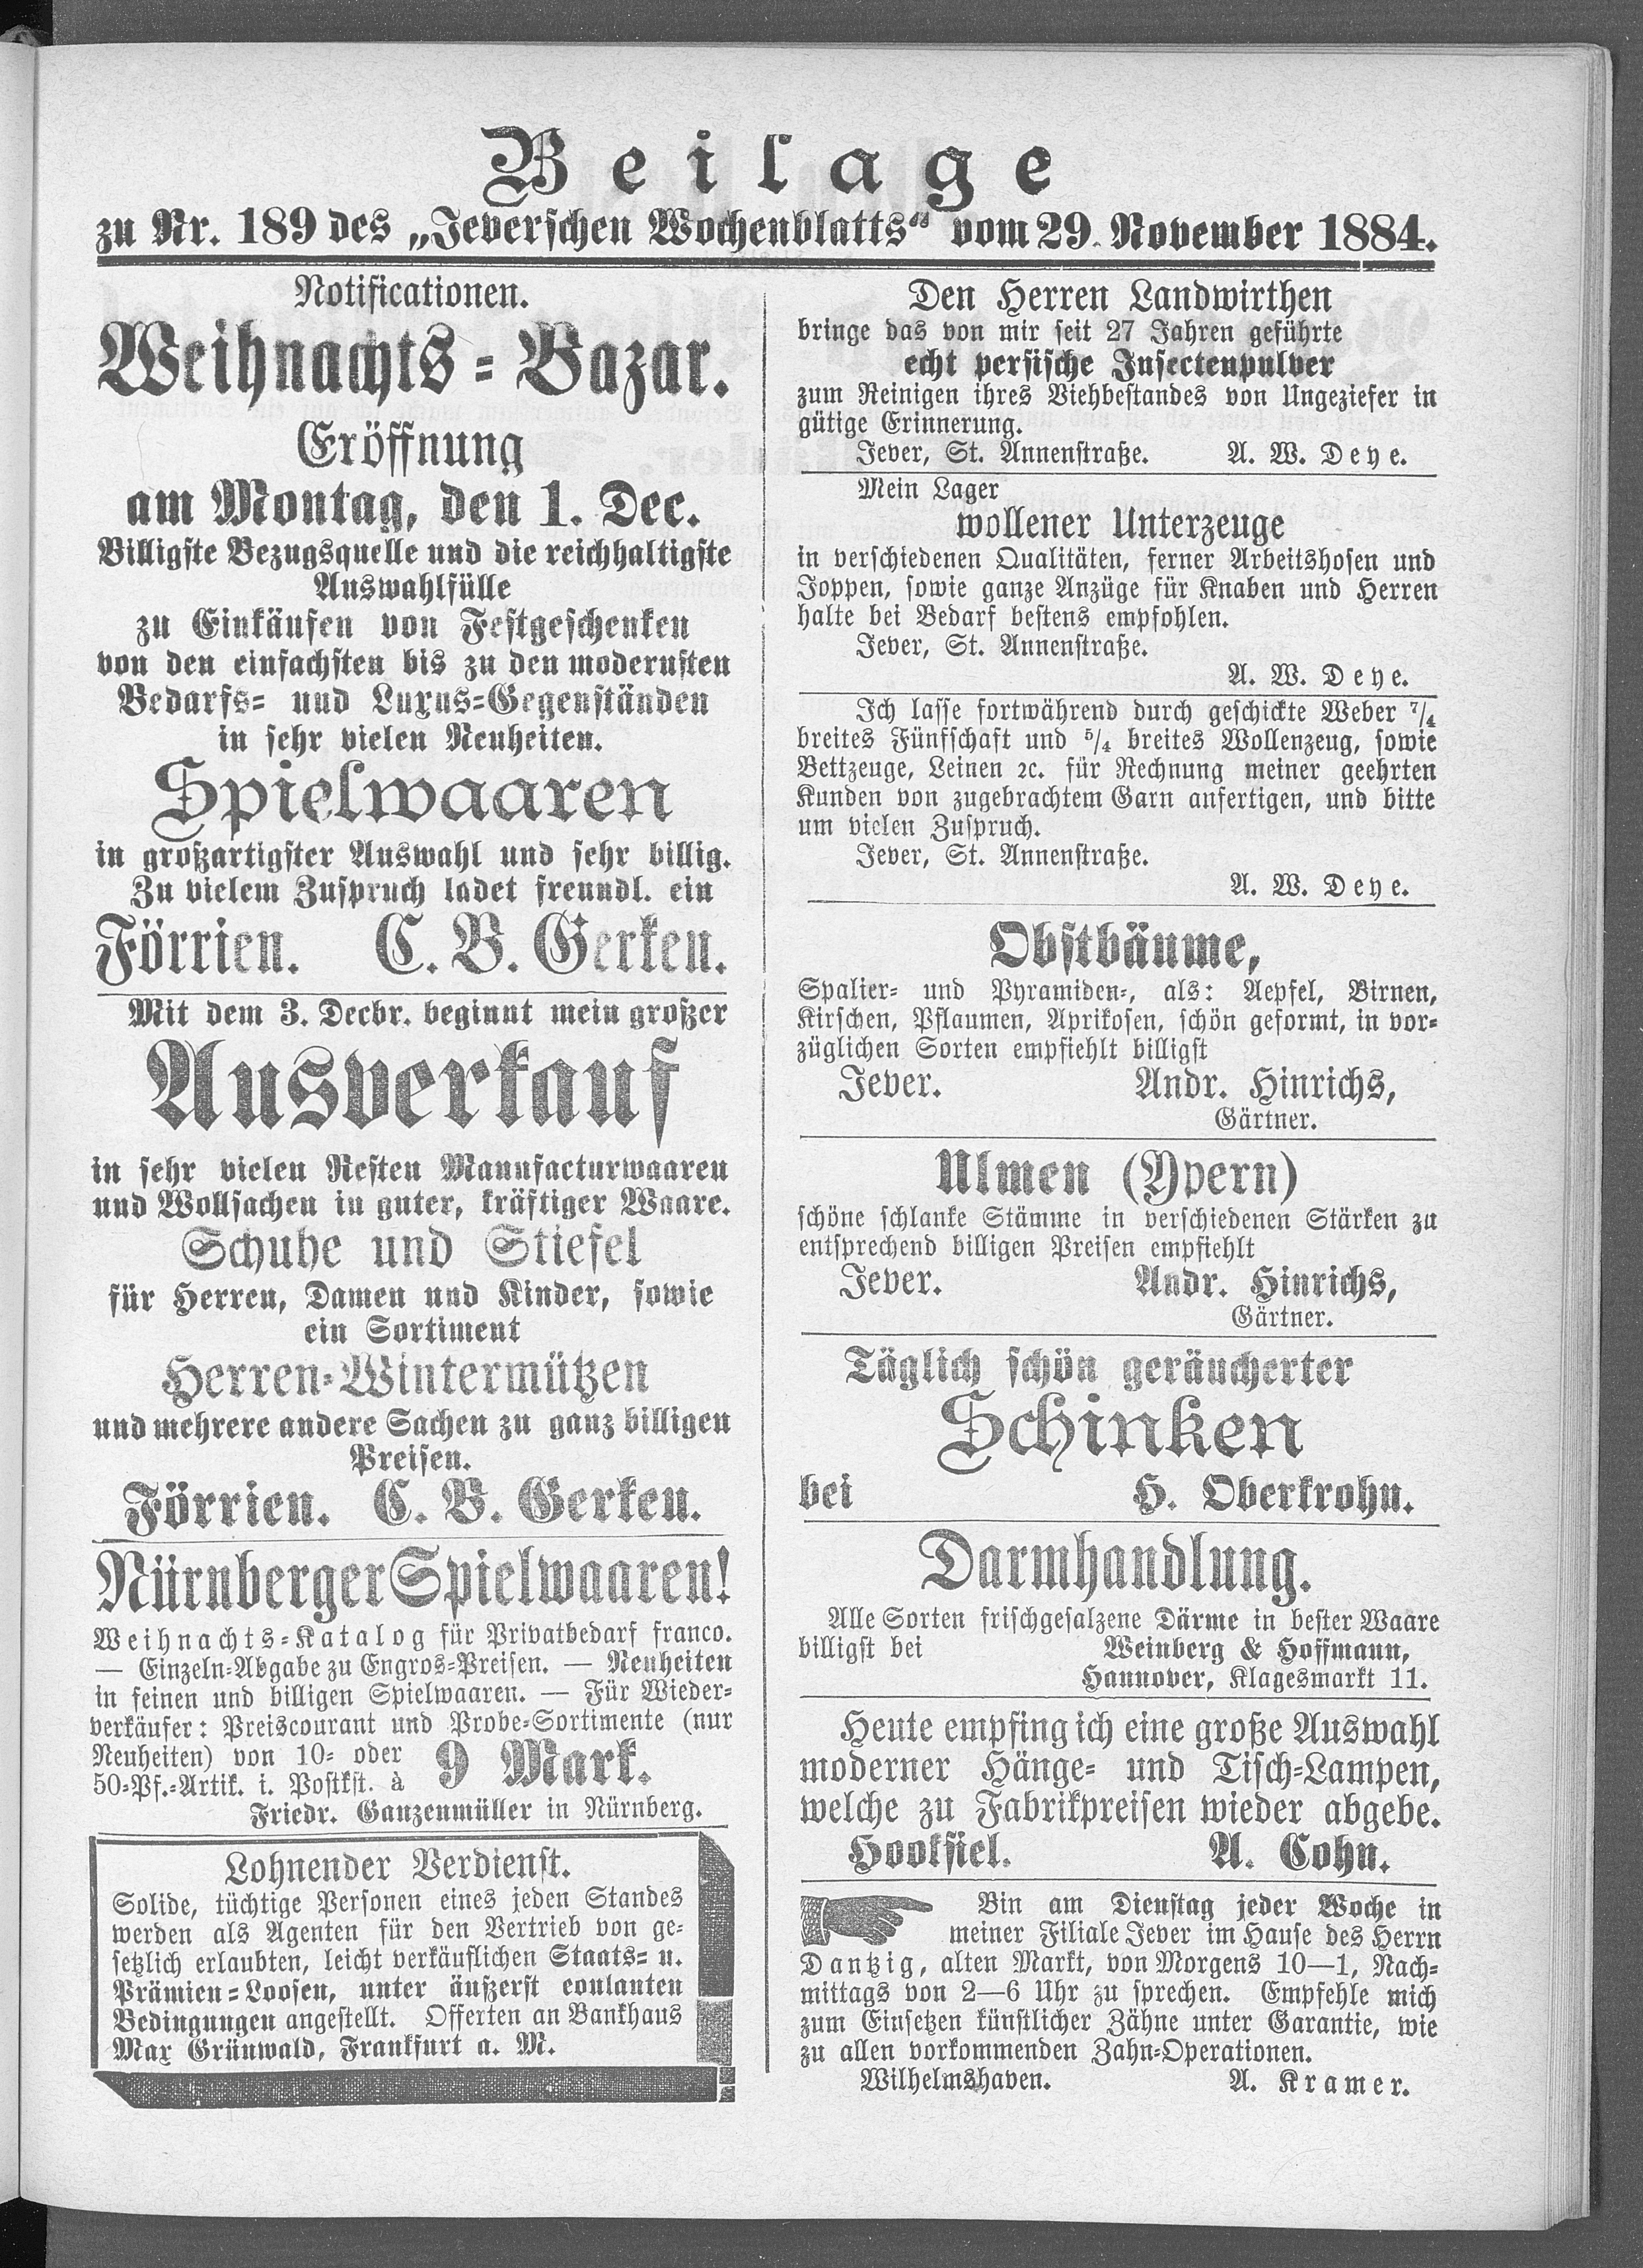 Beilage
zu Nr. 189 des „Jeverschen Wochenblatts“ vom 29. November 1884.
Notificationen.
Weihnachts-Bazar.
Eröffnung
am Montag, den 1. Dec.
Billigste Bezugsquelle und die reichhaltigste
Auswahlfülle
zu Einkäufen von Festgeschenken
von den einfachsten bis zu den modernsten
Bedarfs- und Luxus-Gegenständen
in sehr vielen Neuheiten.
Spielwaaren
in großartigster Auswahl und sehr billig.
Zu vielem Zuspruch ladet freundl. ein
Förrien. C. B. Gerken.
Mit dem 3. Decbr. beginnt mein großer
Ausverkauf
in sehr vielen Resten Manufacturwaaren
und Wollsachen in guter, kräftiger Waare.
Schuhe und Stiefel
für Herren, Damen und Kinder, sowie
ein Sortiment
Herren-Wintermützen
und mehrere andere Sachen zu ganz billigen
Preisen.
Förrien. C. B. Gerken.
Nürnberger Spielwaaren!
Weihnachts-Katalog für Privatbedarf franco.
— Einzeln-Abgabe zu Engros-Preisen. — Neuheiten
in feinen und billigen Spielwaaren. — Für Wieder-
verkäufer: Preiscourant und Probe-Sortimente (nur
Neuheiten) von 10- oder
50-Pf.-Artik. i. Postkst. à 9 Mark.
Friedr. Ganzenmüller in Nürnberg.
Lohnender Verdienst.
Solide, tüchtige Personen eines jeden Standes
werden als Agenten für den Vertrieb von ge-
setzlich erlaubten, leicht verkäuflichen Staats- u.
Prämien-Loosen, unter äußerst coulanten
Bedingungen angestellt. Offerten an Bankhaus
Max Grünwald, Frankfurt a. M.
Den Herren Landwirthen
bringe das von mir seit 27 Jahren geführte
echt persische Insectenpulver
zum Reinigen ihres Viehbestandes von Ungeziefer in
gütige Erinnerung.
Jever, St. Annenstraße. A. W. Deye.
Mein Lager
wollener Unterzeuge
in verschiedenen Qualitäten, ferner Arbeitshosen und
Joppen, sowie ganze Anzüge für Knaben und Herren
halte bei Bedarf bestens empfohlen.
Jever, St. Annenstraße.
A. W. Deye.
Ich lasse fortwährend durch geschickte Weber 7/4
breites Fünfschaft und 5/4 breites Wollenzeug, sowie
Bettzeuge, Leinen ꝛc. für Rechnung meiner geehrten
Kunden von zugebrachtem Garn anfertigen, und bitte
um vielen Zuspruch.
Jever, St. Annenstraße.
A. W. Deye.
Obstbäume,
Spalier- und Pyramiden-, als: Aepfel, Birnen,
Kirschen, Pflaumen, Aprikosen, schön geformt, in vor-
züglichen Sorten empfiehlt billigst
Jever. Andr. Hinrichs,
Gärtner.
Ulmen (Ypern)
schöne schlanke Stämme in verschiedenen Stärken zu
entsprechend billigen Preisen empfiehlt
Jever. Andr. Hinrichs,
Gärtner.
Täglich schön geräucherter
Schinken
bei H. Oberkrohn.
Darmhandlung.
Alle Sorten frischgesalzene Därme in bester Waare
billigst bei Weinberg & Hoffmann,
Hannover, Klagesmarkt 11.
Heute empfing ich eine große Auswahl
moderner Hänge- und Tisch-Lampen,
welche zu Fabrikpreisen wieder abgebe.
Hooksiel. A. Cohn.
Bin am Dienstag jeder Woche in
meiner Filiale Jever im Hause des Herrn
Dantzig, alten Markt, von Morgens 10—1, Nach-
mittags von 2—6 Uhr zu sprechen. Empfehle mich
zum Einsetzen künstlicher Zähne unter Garantie, wie
zu allen vorkommenden Zahn-Operationen.
Wilhelmshaven. A. Kramer.